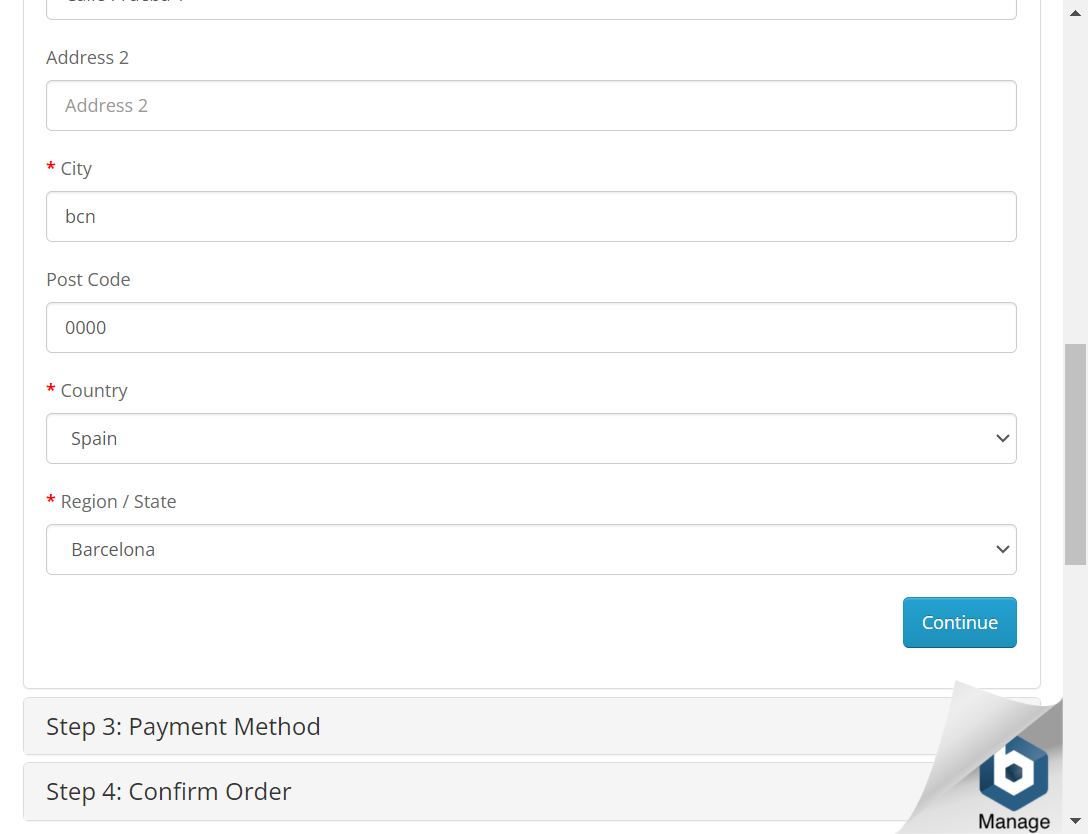 Address 2
Address 2
* City
bcn
Post Code
0000
* Country
Spain
* Region / State
Barcelona
Continue
Step 3: Payment Method
Step 4: Confirm Order
Manage